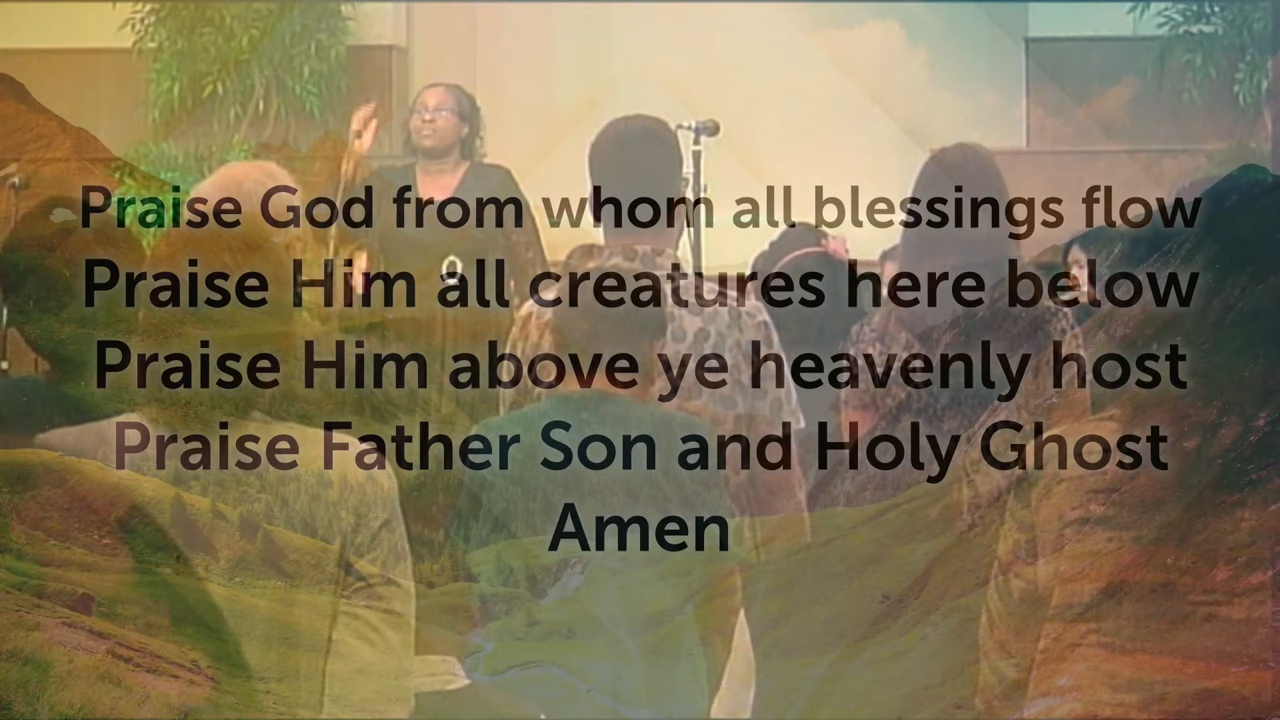 Praise God from whom all blessings flow
Praise Him all creatures here below
Praise Him above ye heavenly host
Praise Father Son and Holy Ghost
Amen